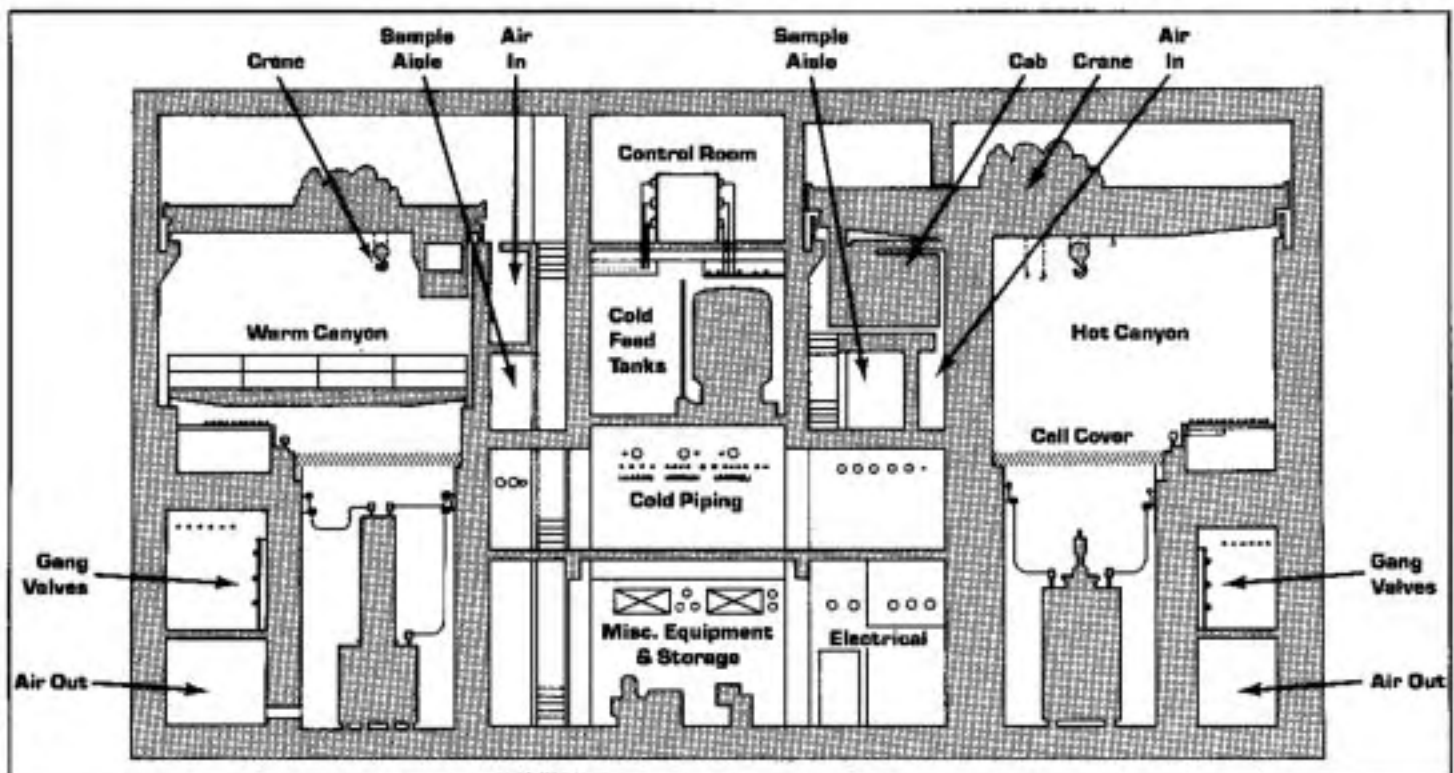 Crane
Sample
Aisle
Air
In
Sample
Aisle
Cab
Crane
Air
In
Control Room
Warm Canyon
Cold
Feed
Tanks
Hot Canyon
Cell Cover
Cold Piping
Gang
Valves
Gang
Valves
Misc. Equipment
& Storage
Electrical
Air Out
Air Out